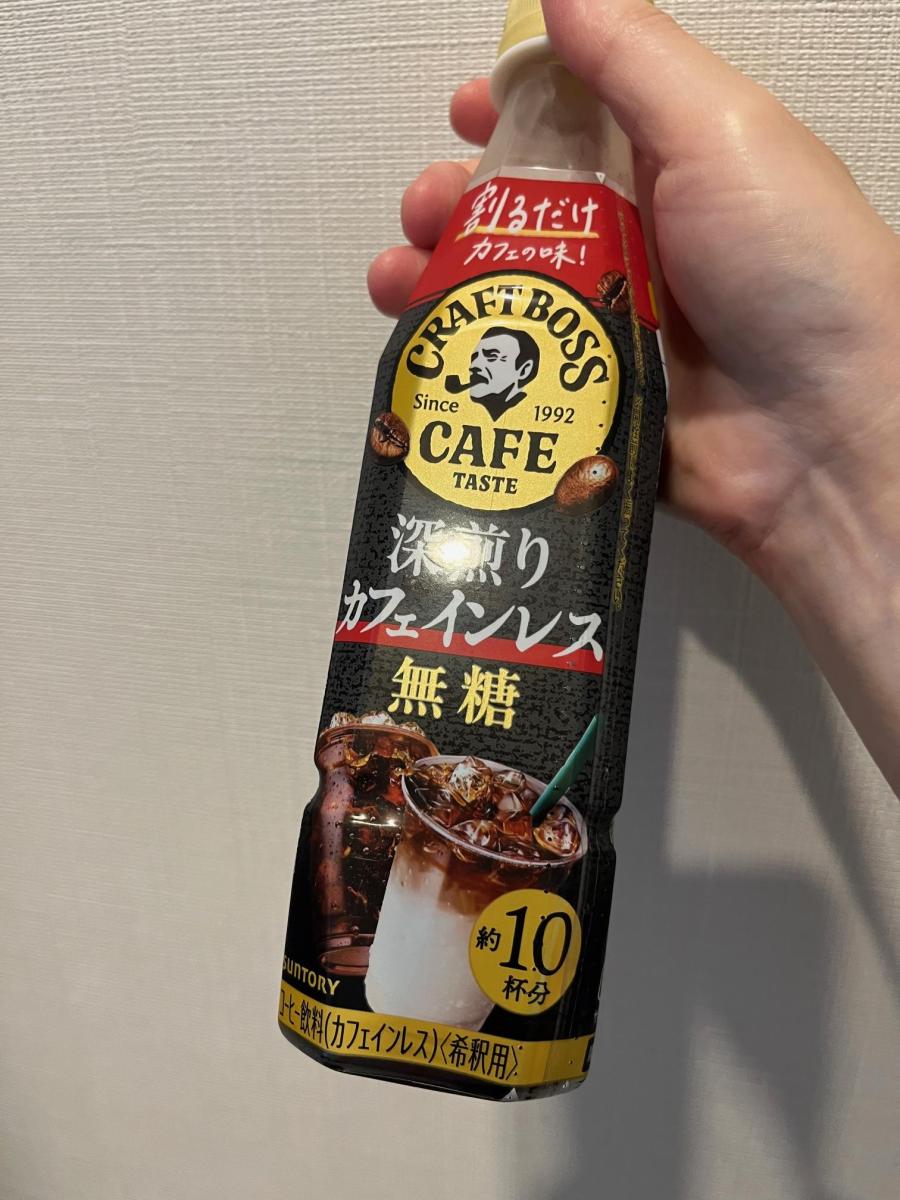 割るだけ
カフェの味!
CRAFT BOSS
Since 1992
CAFE
TASTE
深煎り
カフェインレス
無糖
約10杯分
SUNTORY
コーヒー飲料(カフェインレス)〈希釈用〉